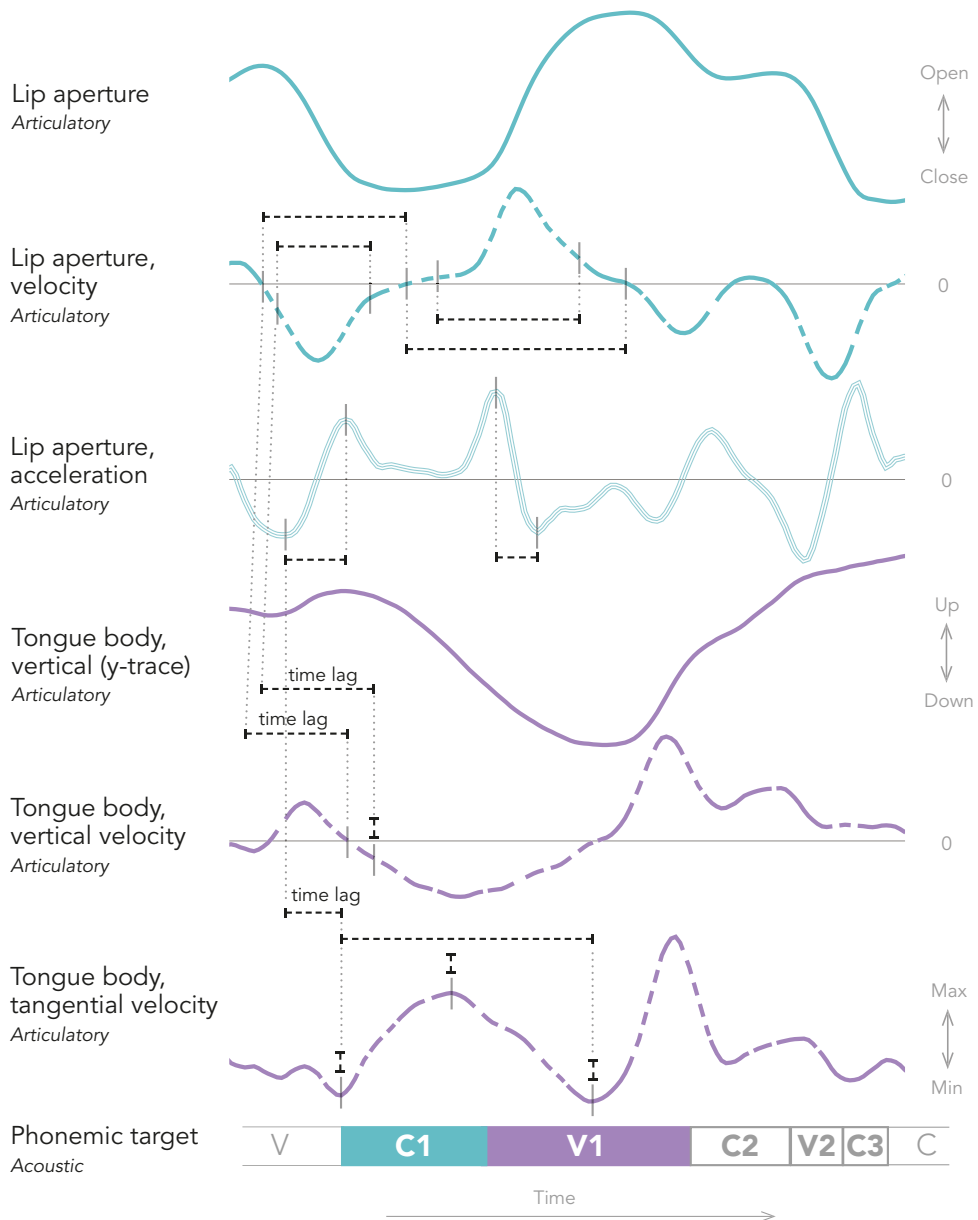 Lip aperture
Articulatory
Open
Close
Lip aperture,
velocity
Articulatory
0
Lip aperture,
acceleration
Articulatory
0
Tongue body,
vertical (y-trace)
Articulatory
Up
Down
time lag
time lag
Tongue body,
vertical velocity
Articulatory
0
time lag
Tongue body,
tangential velocity
Articulatory
Max
Min
Phonemic target
Acoustic
V C1 V1 C2 V2 C3 C
Time